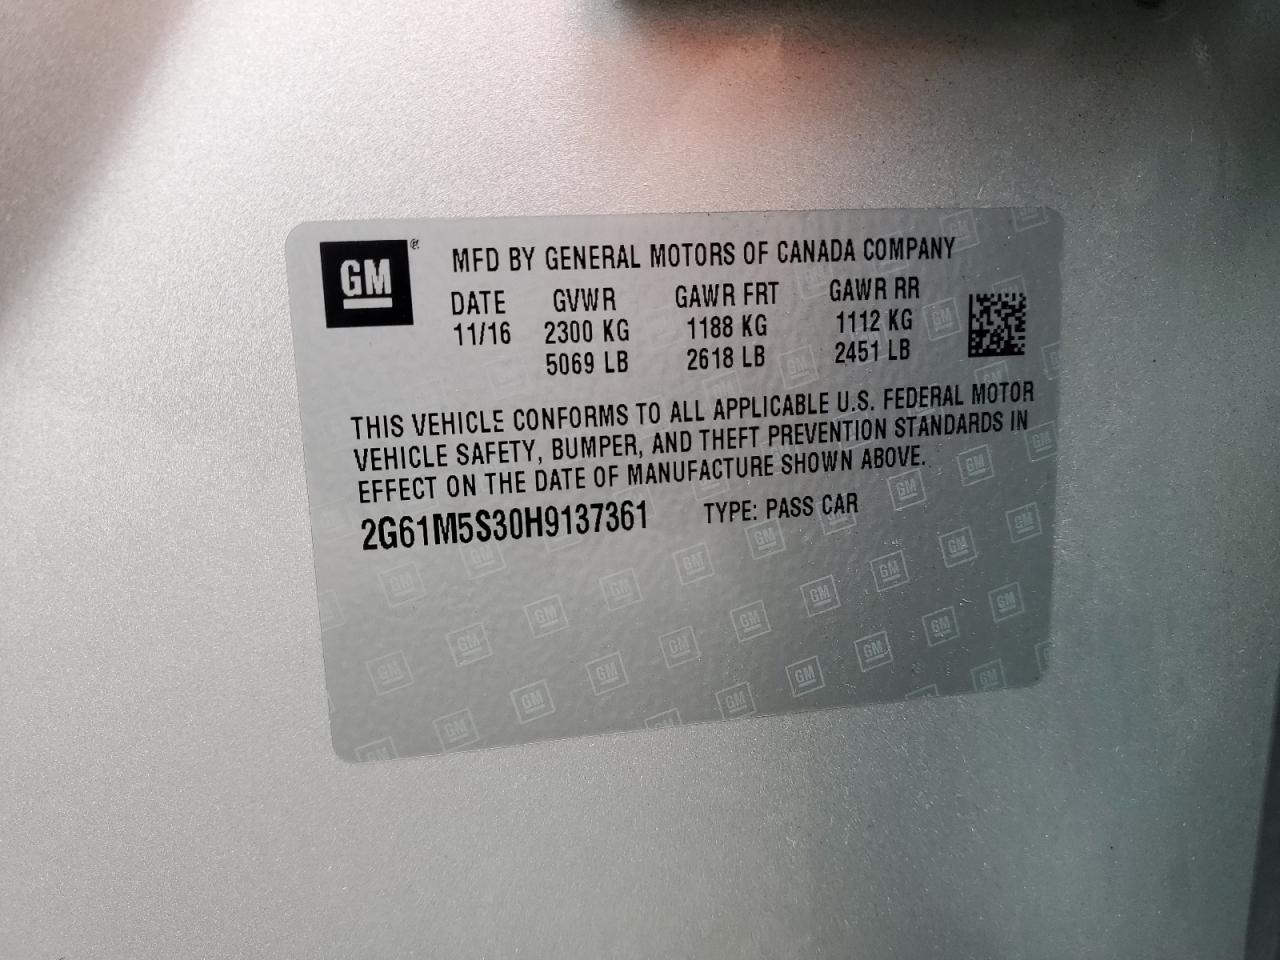 GM
MFD BY GENERAL MOTORS OF CANADA COMPANY
DATE GVWR GAWR FRT GAWR RR
11/16 2300 KG 1188 KG 1112 KG
5069 LB 2618 LB 2451 LB
THIS VEHICLE CONFORMS TO ALL APPLICABLE U.S. FEDERAL MOTOR
VEHICLE SAFETY, BUMPER, AND THEFT PREVENTION STANDARDS IN
EFFECT ON THE DATE OF MANUFACTURE SHOWN ABOVE.
2G61M5S30H9137361 TYPE: PASS CAR